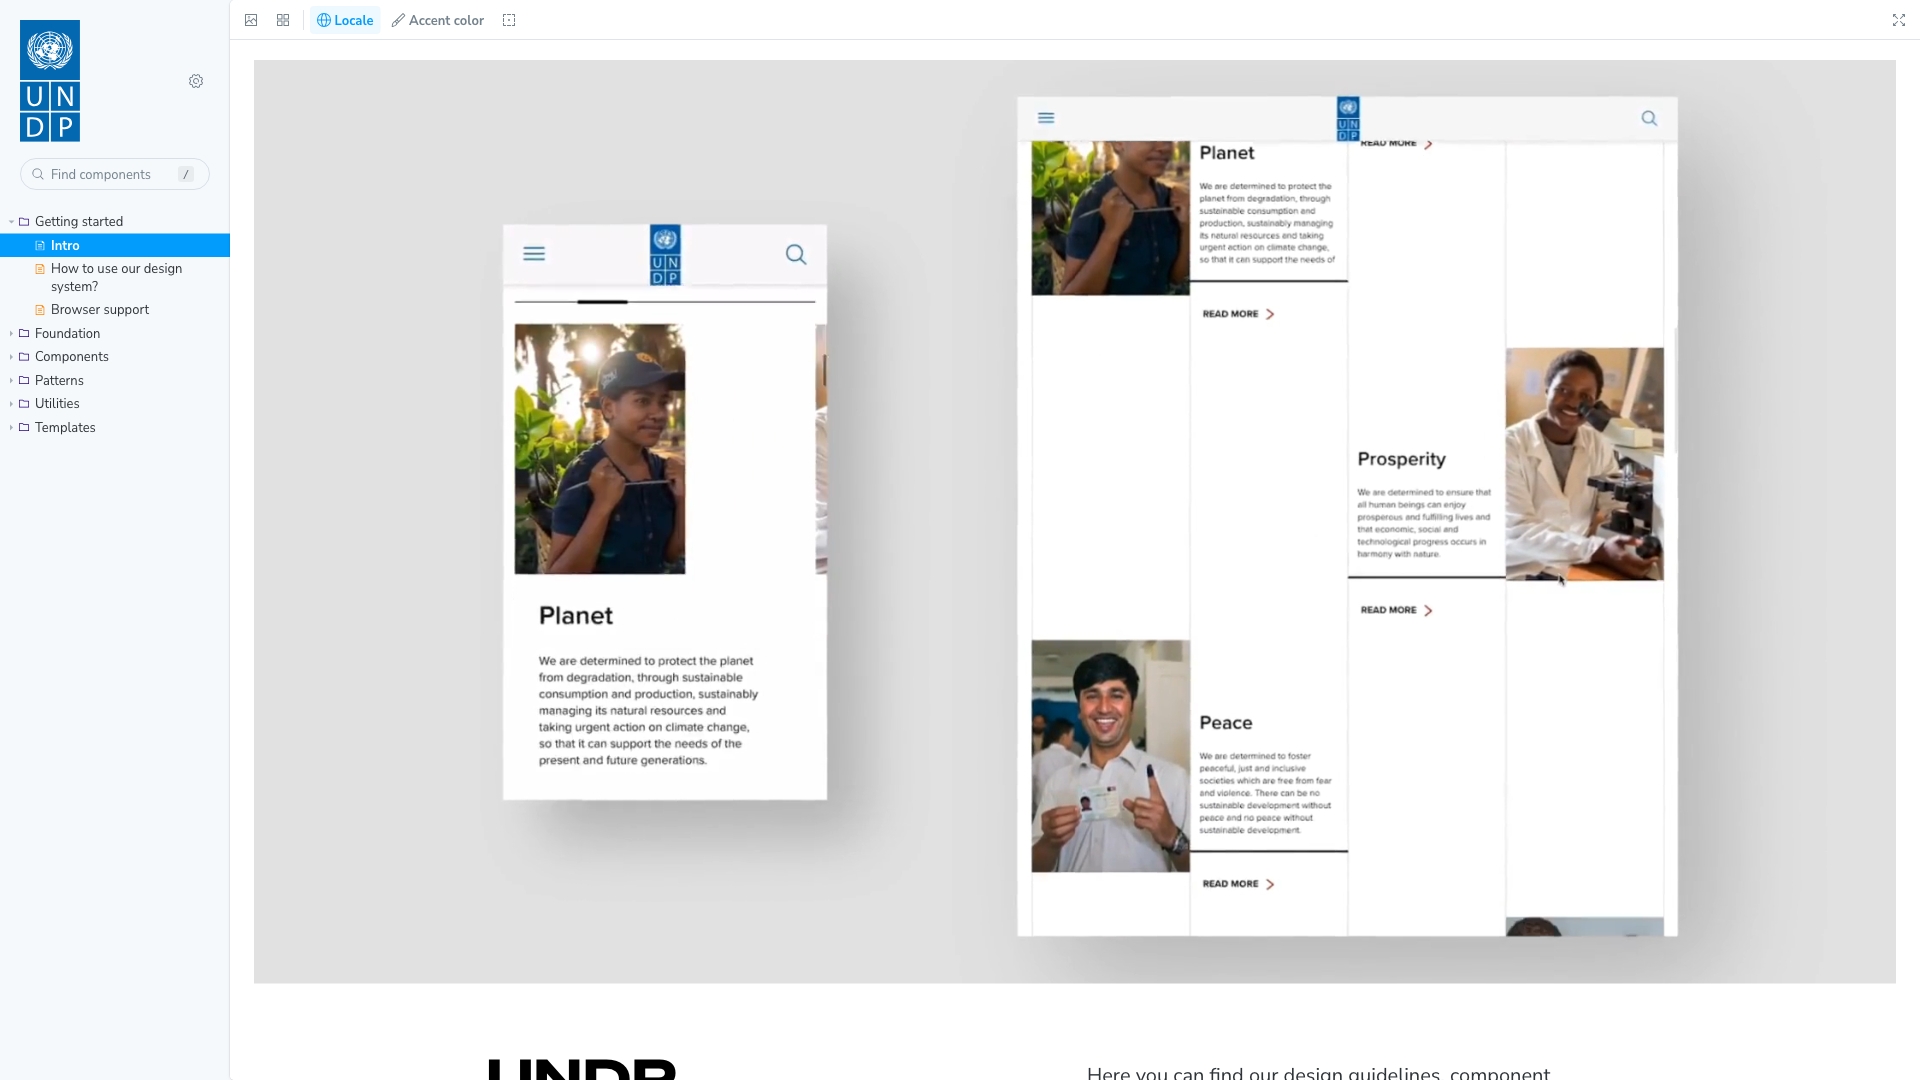 Locale
Accent color
U N
D P
Find components
/
Getting started
Intro
How to use our design
system?
Browser support
Foundation
Components
Patterns
Utilities
Templates
U N
D P
Planet
We are determined to protect the planet
from degradation, through sustainable
consumption and production, sustainably
managing its natural resources and
taking urgent action on climate change,
so that it can support the needs of the
present and future generations.
U N
D P
Planet
We are determined to protect the
planet from degradation, through
sustainable consumption and
production, sustainably managing
its natural resources and taking
urgent action on climate change,
so that it can support the needs of
READ MORE
READ MORE
Prosperity
We are determined to ensure that
all human beings can enjoy
prosperous and fulfilling lives and
that economic, social and
technological progress occurs in
harmony with nature.
READ MORE
Peace
We are determined to foster
peaceful, just and inclusive
societies which are free from fear
and violence. There can be no
sustainable development without
peace and no peace without
sustainable development.
READ MORE
UNDP
Here you can find our design guidelines, component